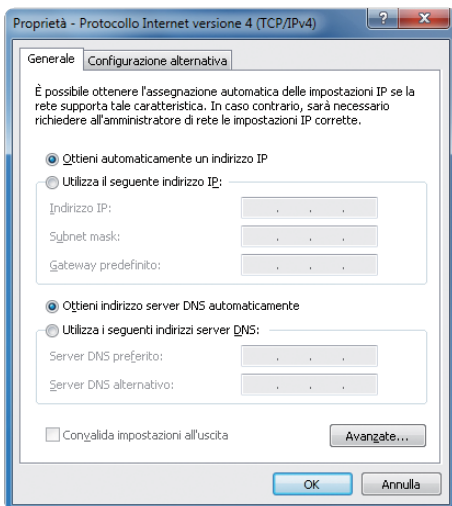 Proprietà - Protocollo Internet versione 4 (TCP/IPv4)
? X
Generale
Configurazione alternativa
È possibile ottenere l'assegnazione automatica delle impostazioni IP se la
rete supporta tale caratteristica. In caso contrario, sarà necessario
richiedere all'amministratore di rete le impostazioni IP corrette.
Ottieni automaticamente un indirizzo IP
Utilizza il seguente indirizzo IP:
Indirizzo IP:
Subnet mask:
Gateway predefinito:
Ottieni indirizzo server DNS automaticamente
Utilizza i seguenti indirizzi server DNS:
Server DNS preferito:
Server DNS alternativo:
Convalida impostazioni all'uscita
Avanzate...
OK
Annulla